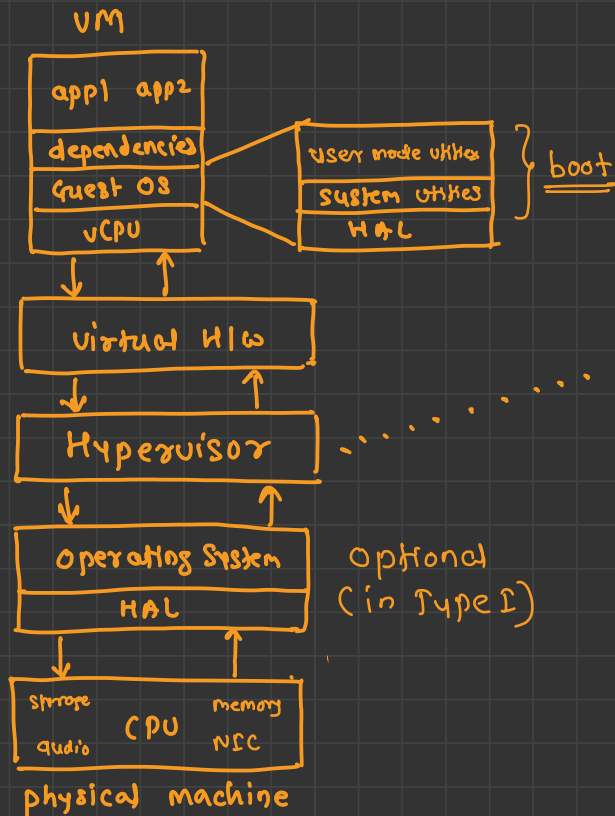 VM
app1 app2
dependencies
Guest OS
vCPU
User mode utilities
System utilities
HAL
boot
Virtual H/W
Hypervisor
Operating System
HAL
Optional
(in Type I)
storage
memory
CPU
audio
NIC
physical machine